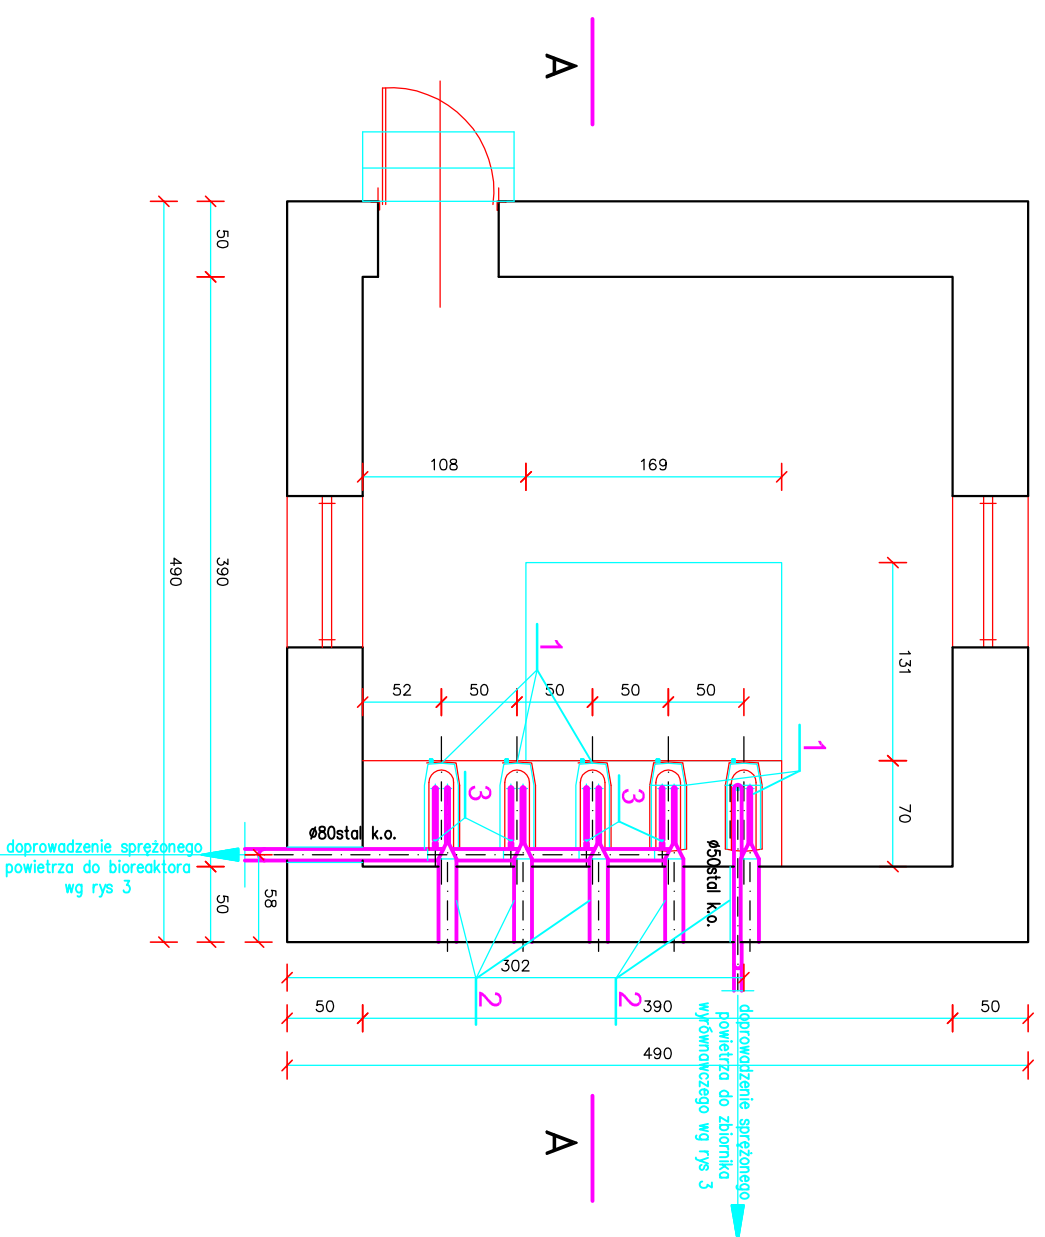 A
50
108
169
490
390
131
1
52
50
50
50
50
1
70
3
3
ø80stal k.o.
doprowadzenie sprężonego
powietrza do bioreaktora
wg rys 3
ø50stal k.o.
50
58
302
2
2
50
390
50
490
doprowadzenie sprężonego
powietrza do zbiornika
wyrównawczego wg rys 3
A